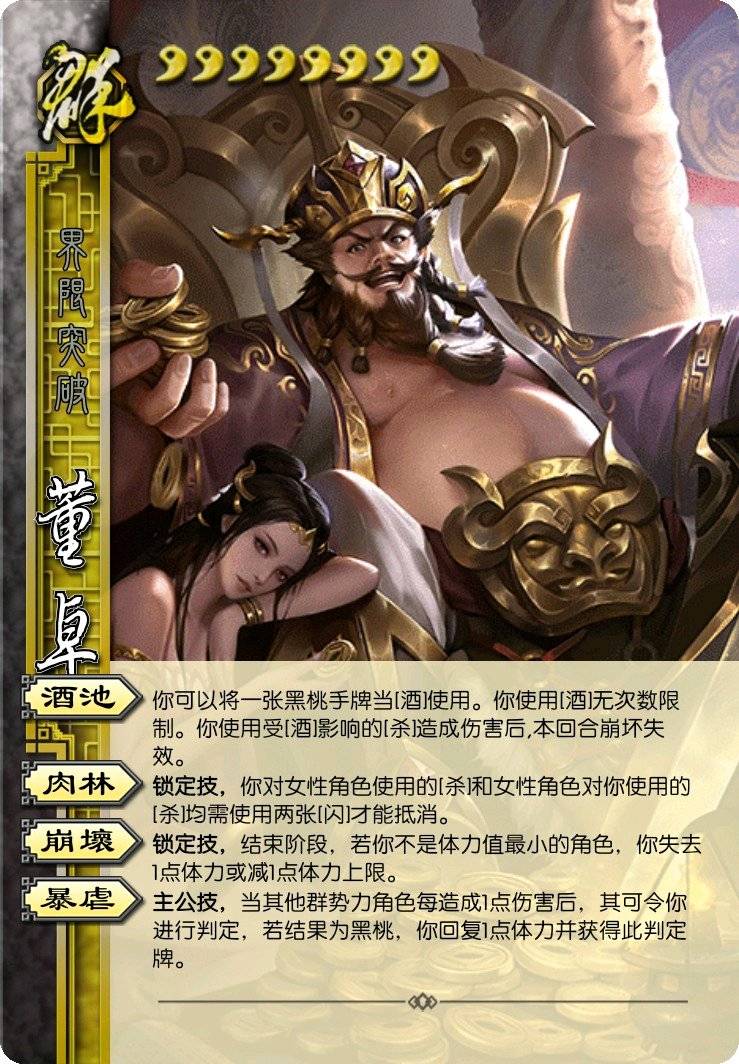 群
界限突破
董卓
酒池
你可以将一张黑桃手牌当[酒]使用。你使用[酒]无次数限
制。你使用受[酒]影响的[杀]造成伤害后,本回合崩坏失
效。
肉林
锁定技，你对女性角色使用的[杀]和女性角色对你使用的
[杀]均需使用两张[闪]才能抵消。
崩壞
锁定技，结束阶段，若你不是体力值最小的角色，你失去
1点体力或减1点体力上限。
暴虐
主公技，当其他群势力角色每造成1点伤害后，其可令你
进行判定，若结果为黑桃，你回复1点体力并获得此判定
牌。